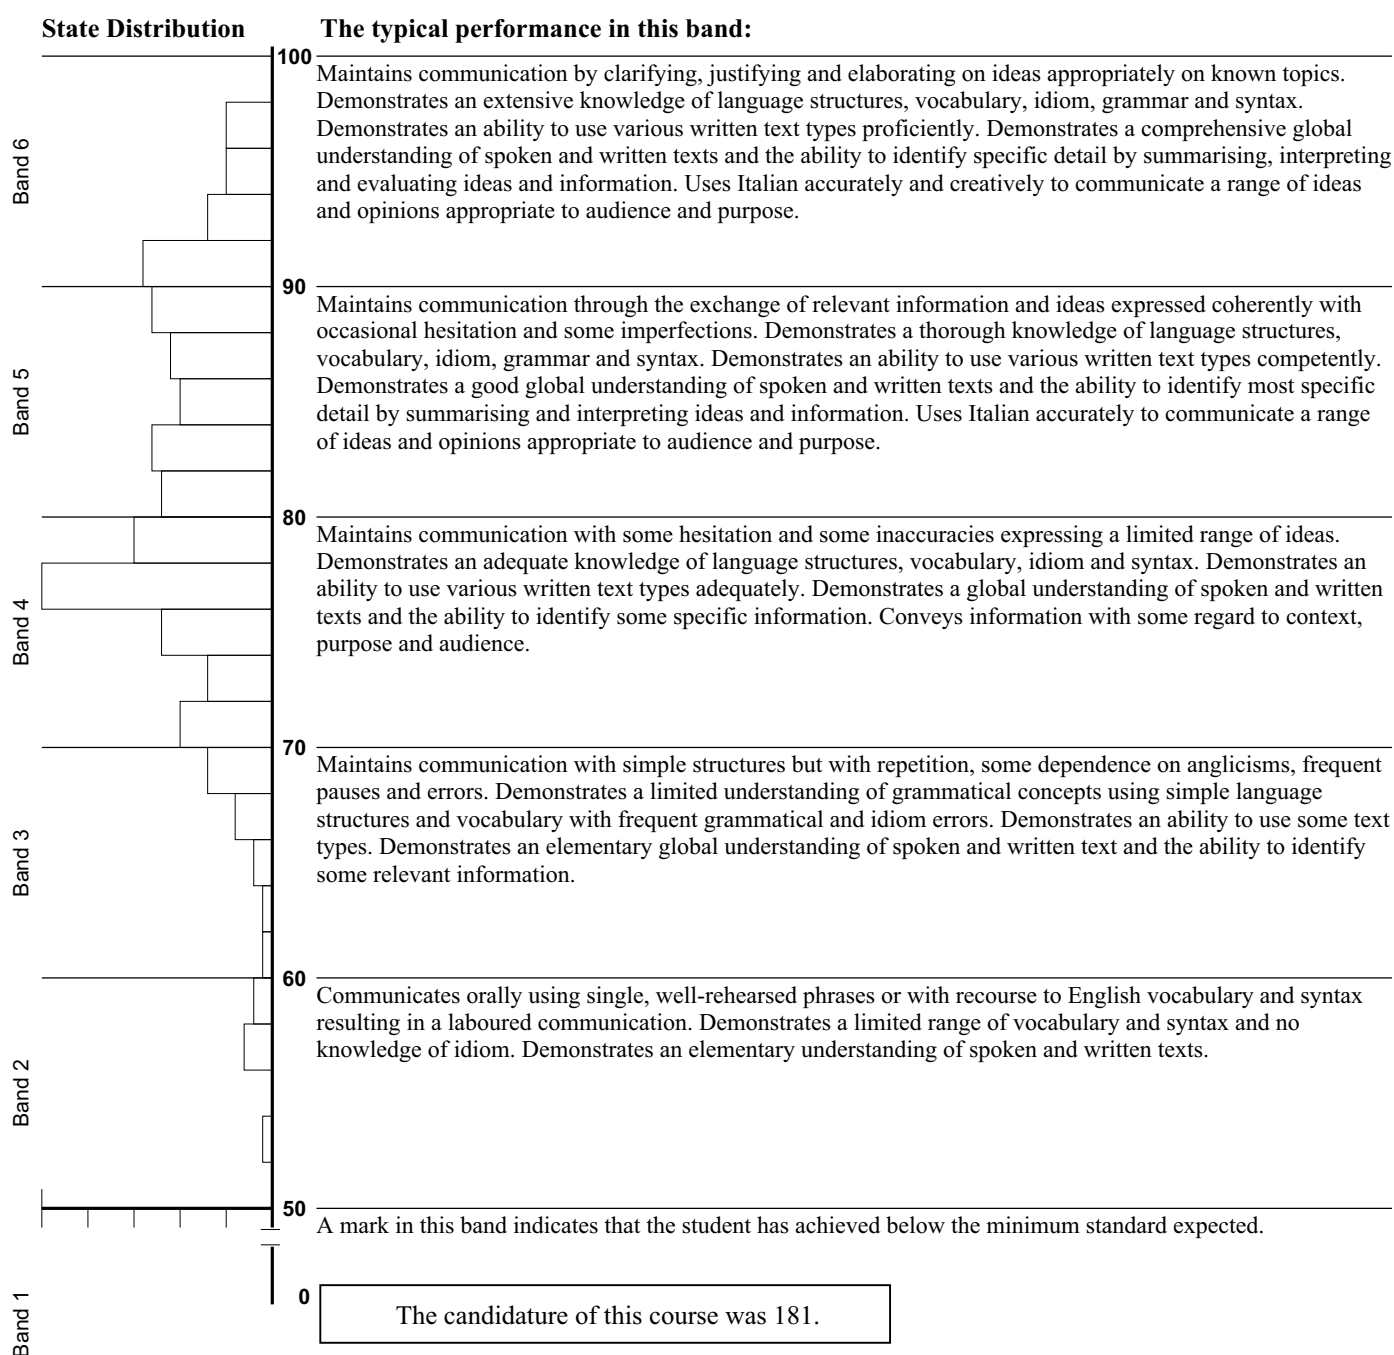 State Distribution
The typical performance in this band:
100
Band 6
Maintains communication by clarifying, justifying and elaborating on ideas appropriately on known topics.
Demonstrates an extensive knowledge of language structures, vocabulary, idiom, grammar and syntax.
Demonstrates an ability to use various written text types proficiently. Demonstrates a comprehensive global
understanding of spoken and written texts and the ability to identify specific detail by summarising, interpreting
and evaluating ideas and information. Uses Italian accurately and creatively to communicate a range of ideas
and opinions appropriate to audience and purpose.
90
Band 5
Maintains communication through the exchange of relevant information and ideas expressed coherently with
occasional hesitation and some imperfections. Demonstrates a thorough knowledge of language structures,
vocabulary, idiom, grammar and syntax. Demonstrates an ability to use various written text types competently.
Demonstrates a good global understanding of spoken and written texts and the ability to identify most specific
detail by summarising and interpreting ideas and information. Uses Italian accurately to communicate a range
of ideas and opinions appropriate to audience and purpose.
80
Band 4
Maintains communication with some hesitation and some inaccuracies expressing a limited range of ideas.
Demonstrates an adequate knowledge of language structures, vocabulary, idiom and syntax. Demonstrates an
ability to use various written text types adequately. Demonstrates a global understanding of spoken and written
texts and the ability to identify some specific information. Conveys information with some regard to context,
purpose and audience.
70
Band 3
Maintains communication with simple structures but with repetition, some dependence on anglicisms, frequent
pauses and errors. Demonstrates a limited understanding of grammatical concepts using simple language
structures and vocabulary with frequent grammatical and idiom errors. Demonstrates an ability to use some text
types. Demonstrates an elementary global understanding of spoken and written text and the ability to identify
some relevant information.
60
Band 2
Communicates orally using single, well-rehearsed phrases or with recourse to English vocabulary and syntax
resulting in a laboured communication. Demonstrates a limited range of vocabulary and syntax and no
knowledge of idiom. Demonstrates an elementary understanding of spoken and written texts.
50
A mark in this band indicates that the student has achieved below the minimum standard expected.
Band 1
0
The candidature of this course was 181.